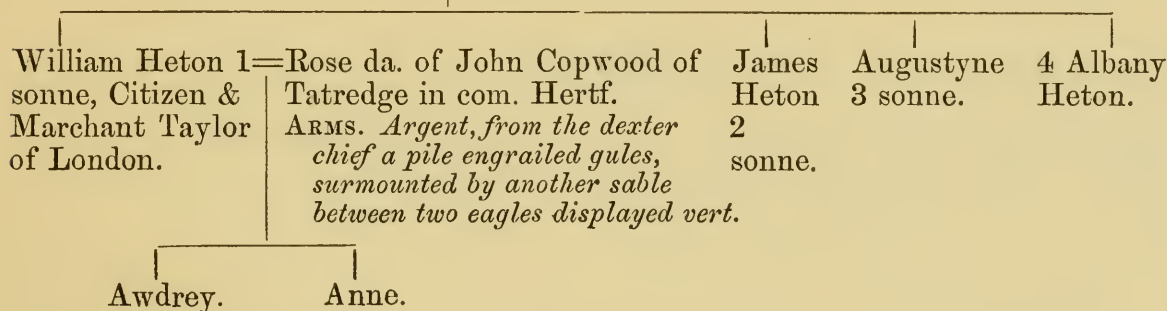 William Heton 1=Rose da. of John Copwood of
sonne, Citizen & Tatredge in com. Hertf.
Marchant Taylor ARMS. Argent, from the dexter
of London. chief a pile engrailed gules,
surmounted by another sable
between two eagles displayed vert.
James
Heton
2
sonne.
Augustyne
3 sonne.
4 Albany
Heton.
Awdrey. Anne.